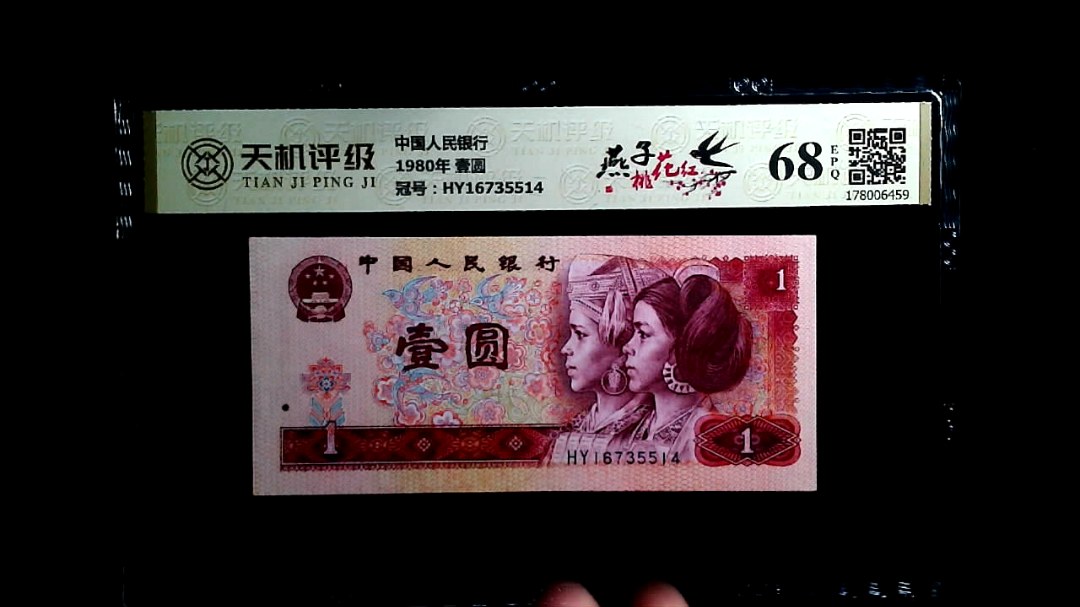 天机评级
TIAN JI PING JI
中国人民银行
1980年 壹圆
冠号：HY16735514
燕子
桃花红
68
EPQ
178006459
中国人民银行
1
壹圆
1
1
HY16735514